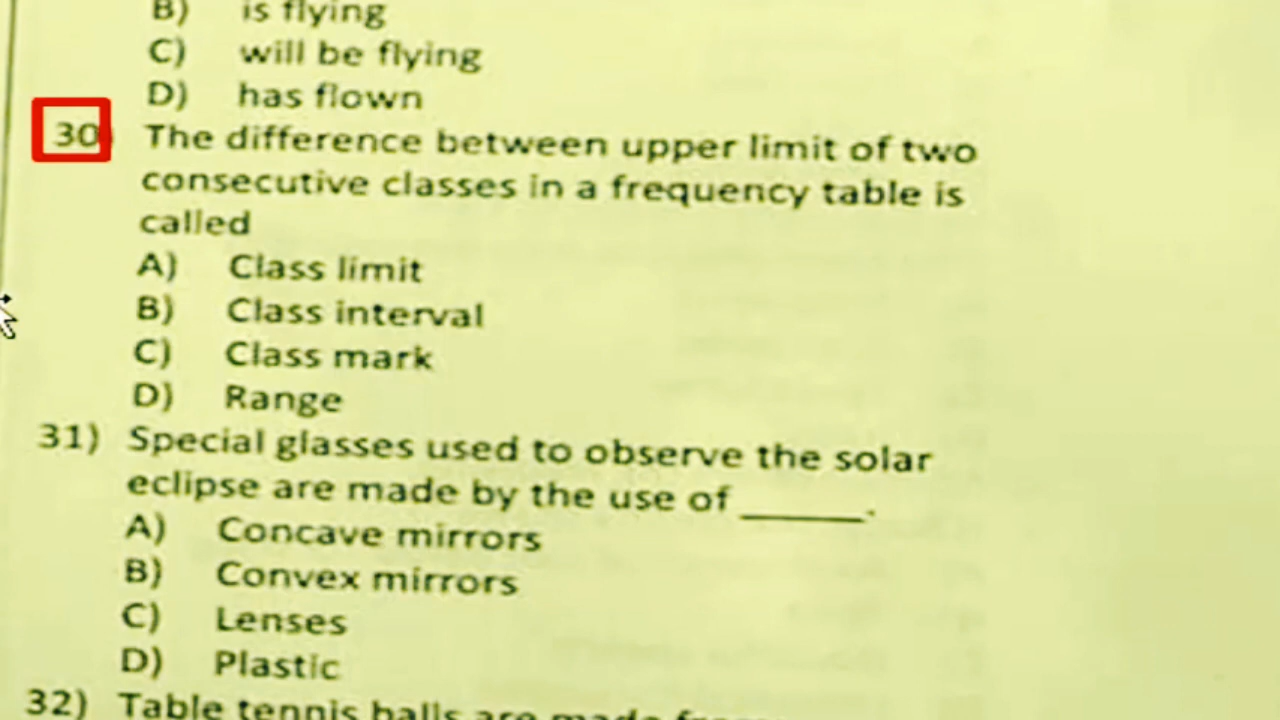 B) is flying
C) will be flying
D) has flown
30) The difference between upper limit of two
consecutive classes in a frequency table is
called
A) Class limit
B) Class interval
C) Class mark
D) Range
31) Special glasses used to observe the solar
eclipse are made by the use of ______.
A) Concave mirrors
B) Convex mirrors
C) Lenses
D) Plastic
32) Table tennis balls are made from